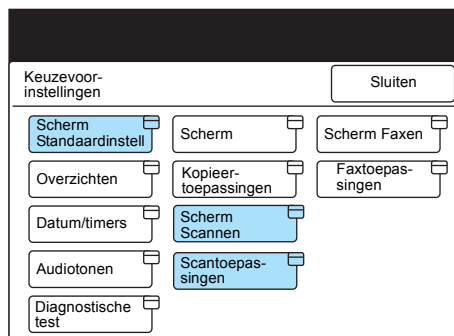 Keuzevoor-
instellingen
Sluiten
Scherm
Standaardinstell
Scherm
Scherm Faxen
Overzichten
Kopieer-
toepassingen
Faxtoepas-
singen
Datum/timers
Scherm
Scannen
Audiotonen
Scantoepas-
singen
Diagnostische
test